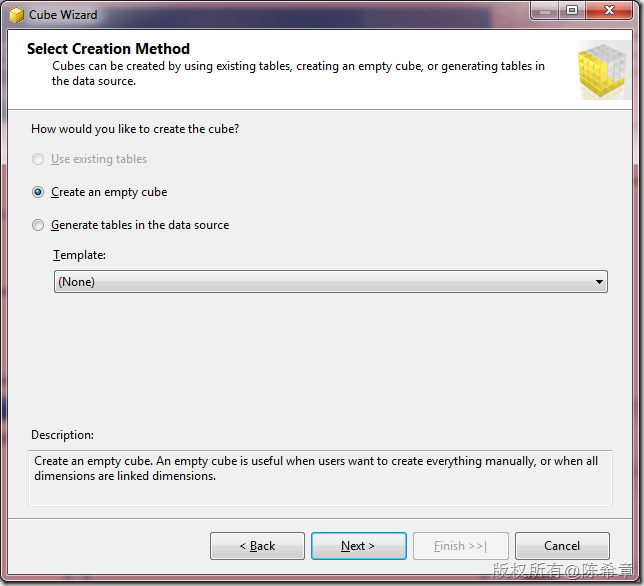 Cube Wizard
Select Creation Method
Cubes can be created by using existing tables, creating an empty cube, or generating tables in
the data source.
How would you like to create the cube?
Use existing tables
Create an empty cube
Generate tables in the data source
Template:
(None)
Description:
Create an empty cube. An empty cube is useful when users want to create everything manually, or when all
dimensions are linked dimensions.
< Back
Next >
Finish >>|
Cancel
版权所有@陈希章